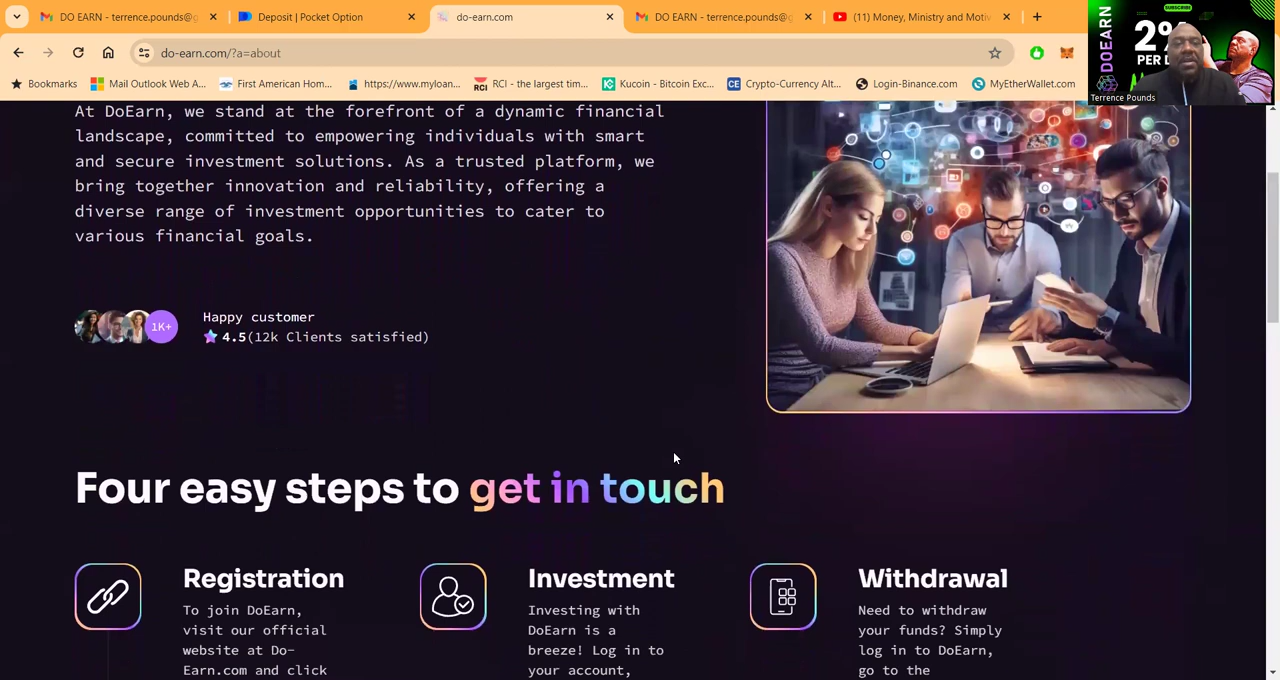 DO EARN - terrence.pounds@g
Deposit | Pocket Option
do-earn.com
DO EARN - terrence.pounds@g
(11) Money, Ministry and Motiv
do-earn.com/?a=about
Bookmarks
Mail Outlook Web A...
First American Hom...
https://www.myloan...
RCI - the largest tim...
Kucoin - Bitcoin Exc...
Crypto-Currency Alt...
Login-Binance.com
MyEtherWallet.com
SUBSCRIBE
DOEARN
2%
PER D
Terrence Pounds
At DoEarn, we stand at the forefront of a dynamic financial
landscape, committed to empowering individuals with smart
and secure investment solutions. As a trusted platform, we
bring together innovation and reliability, offering a
diverse range of investment opportunities to cater to
various financial goals.
1K+
Happy customer
4.5(12k Clients satisfied)
Four easy steps to get in touch
Registration
To join DoEarn,
visit our official
website at Do-
Earn.com and click
Investment
Investing with
DoEarn is a
breeze! Log in to
your account,
Withdrawal
Need to withdraw
your funds? Simply
log in to DoEarn,
go to the